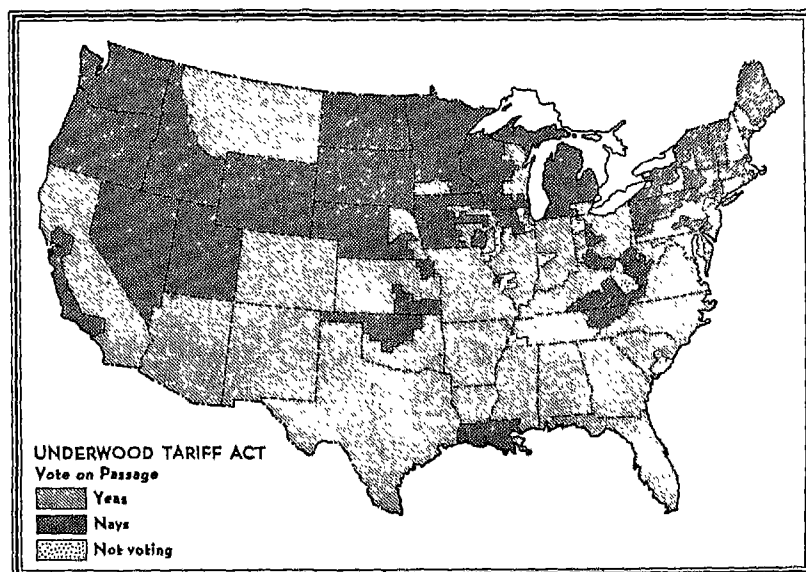 UNDERWOOD TARIFF ACT
Vote on Passage
Yeas
Nays
Not voting